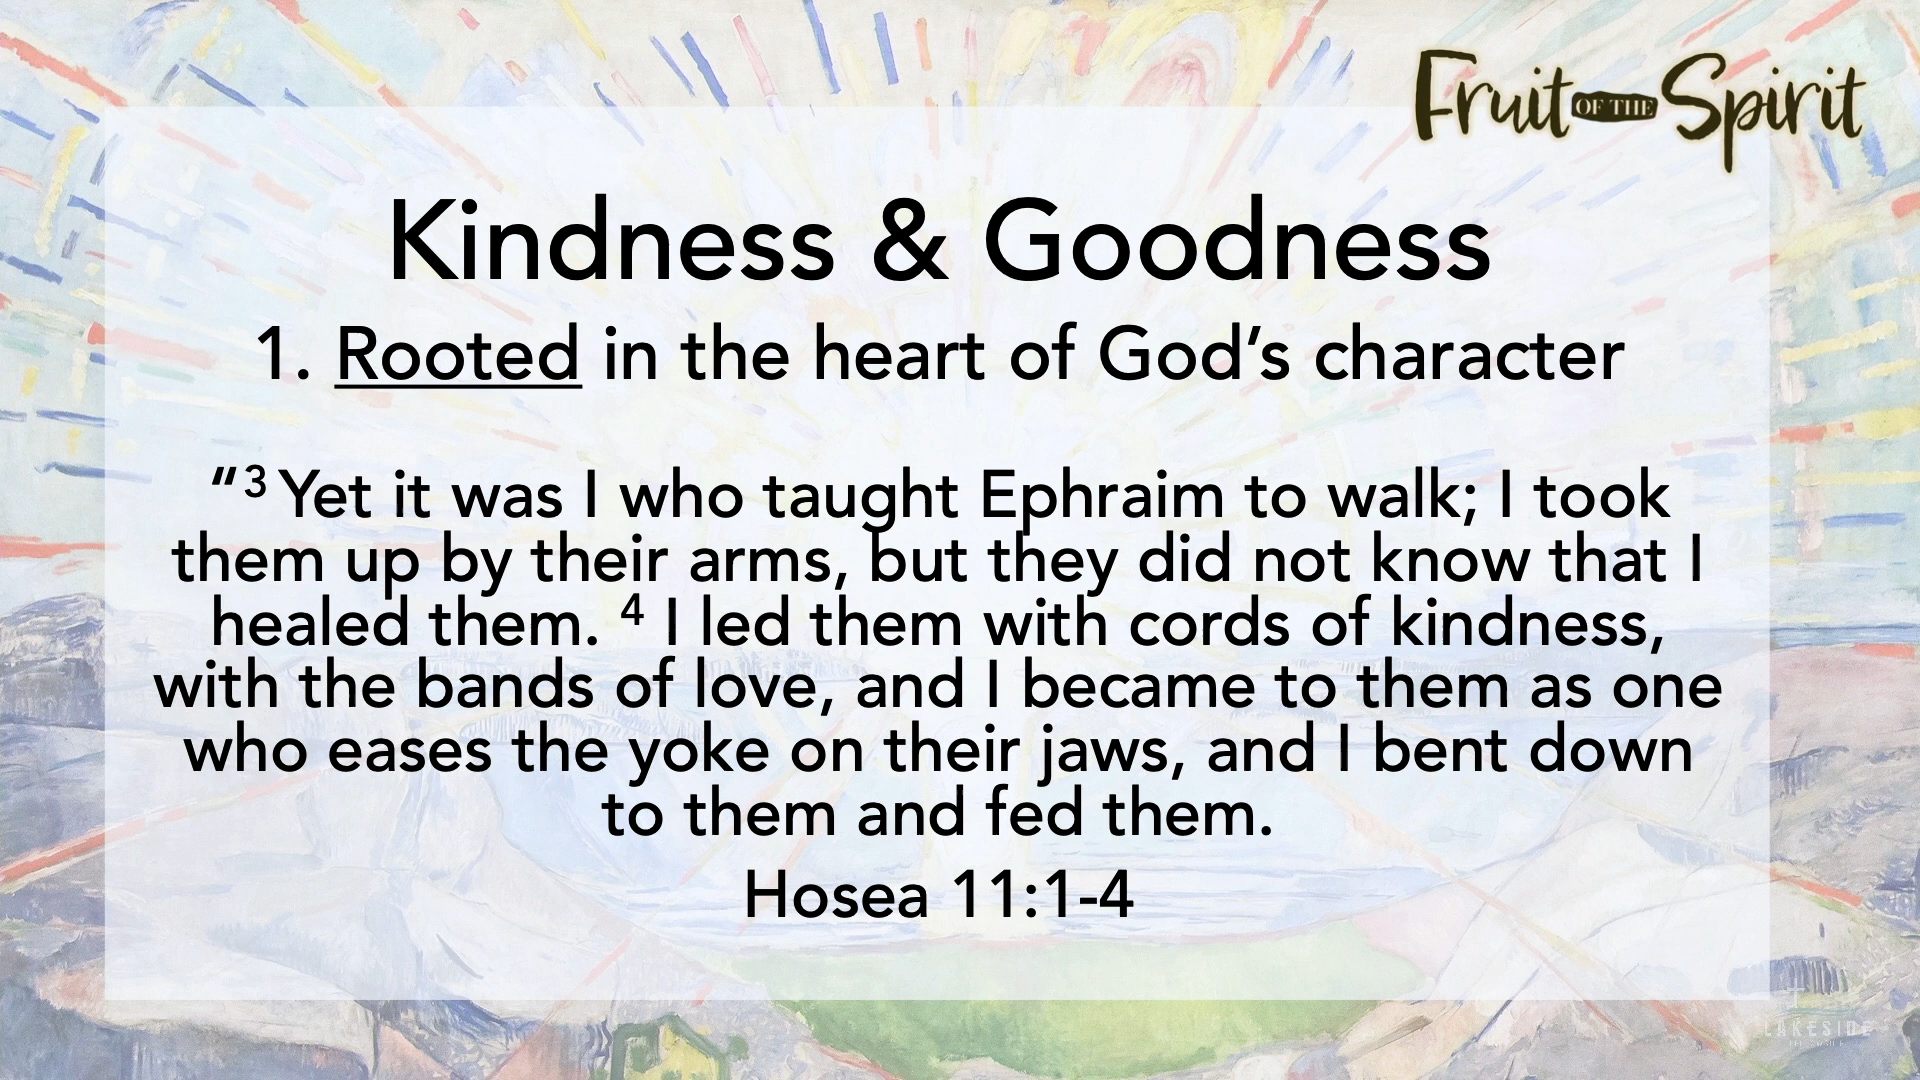 Fruit OF THE Spirit
Kindness & Goodness
1. Rooted in the heart of God’s character
“3 Yet it was I who taught Ephraim to walk; I took
them up by their arms, but they did not know that I
healed them. 4 I led them with cords of kindness,
with the bands of love, and I became to them as one
who eases the yoke on their jaws, and I bent down
to them and fed them.
Hosea 11:1-4
LAKESIDE